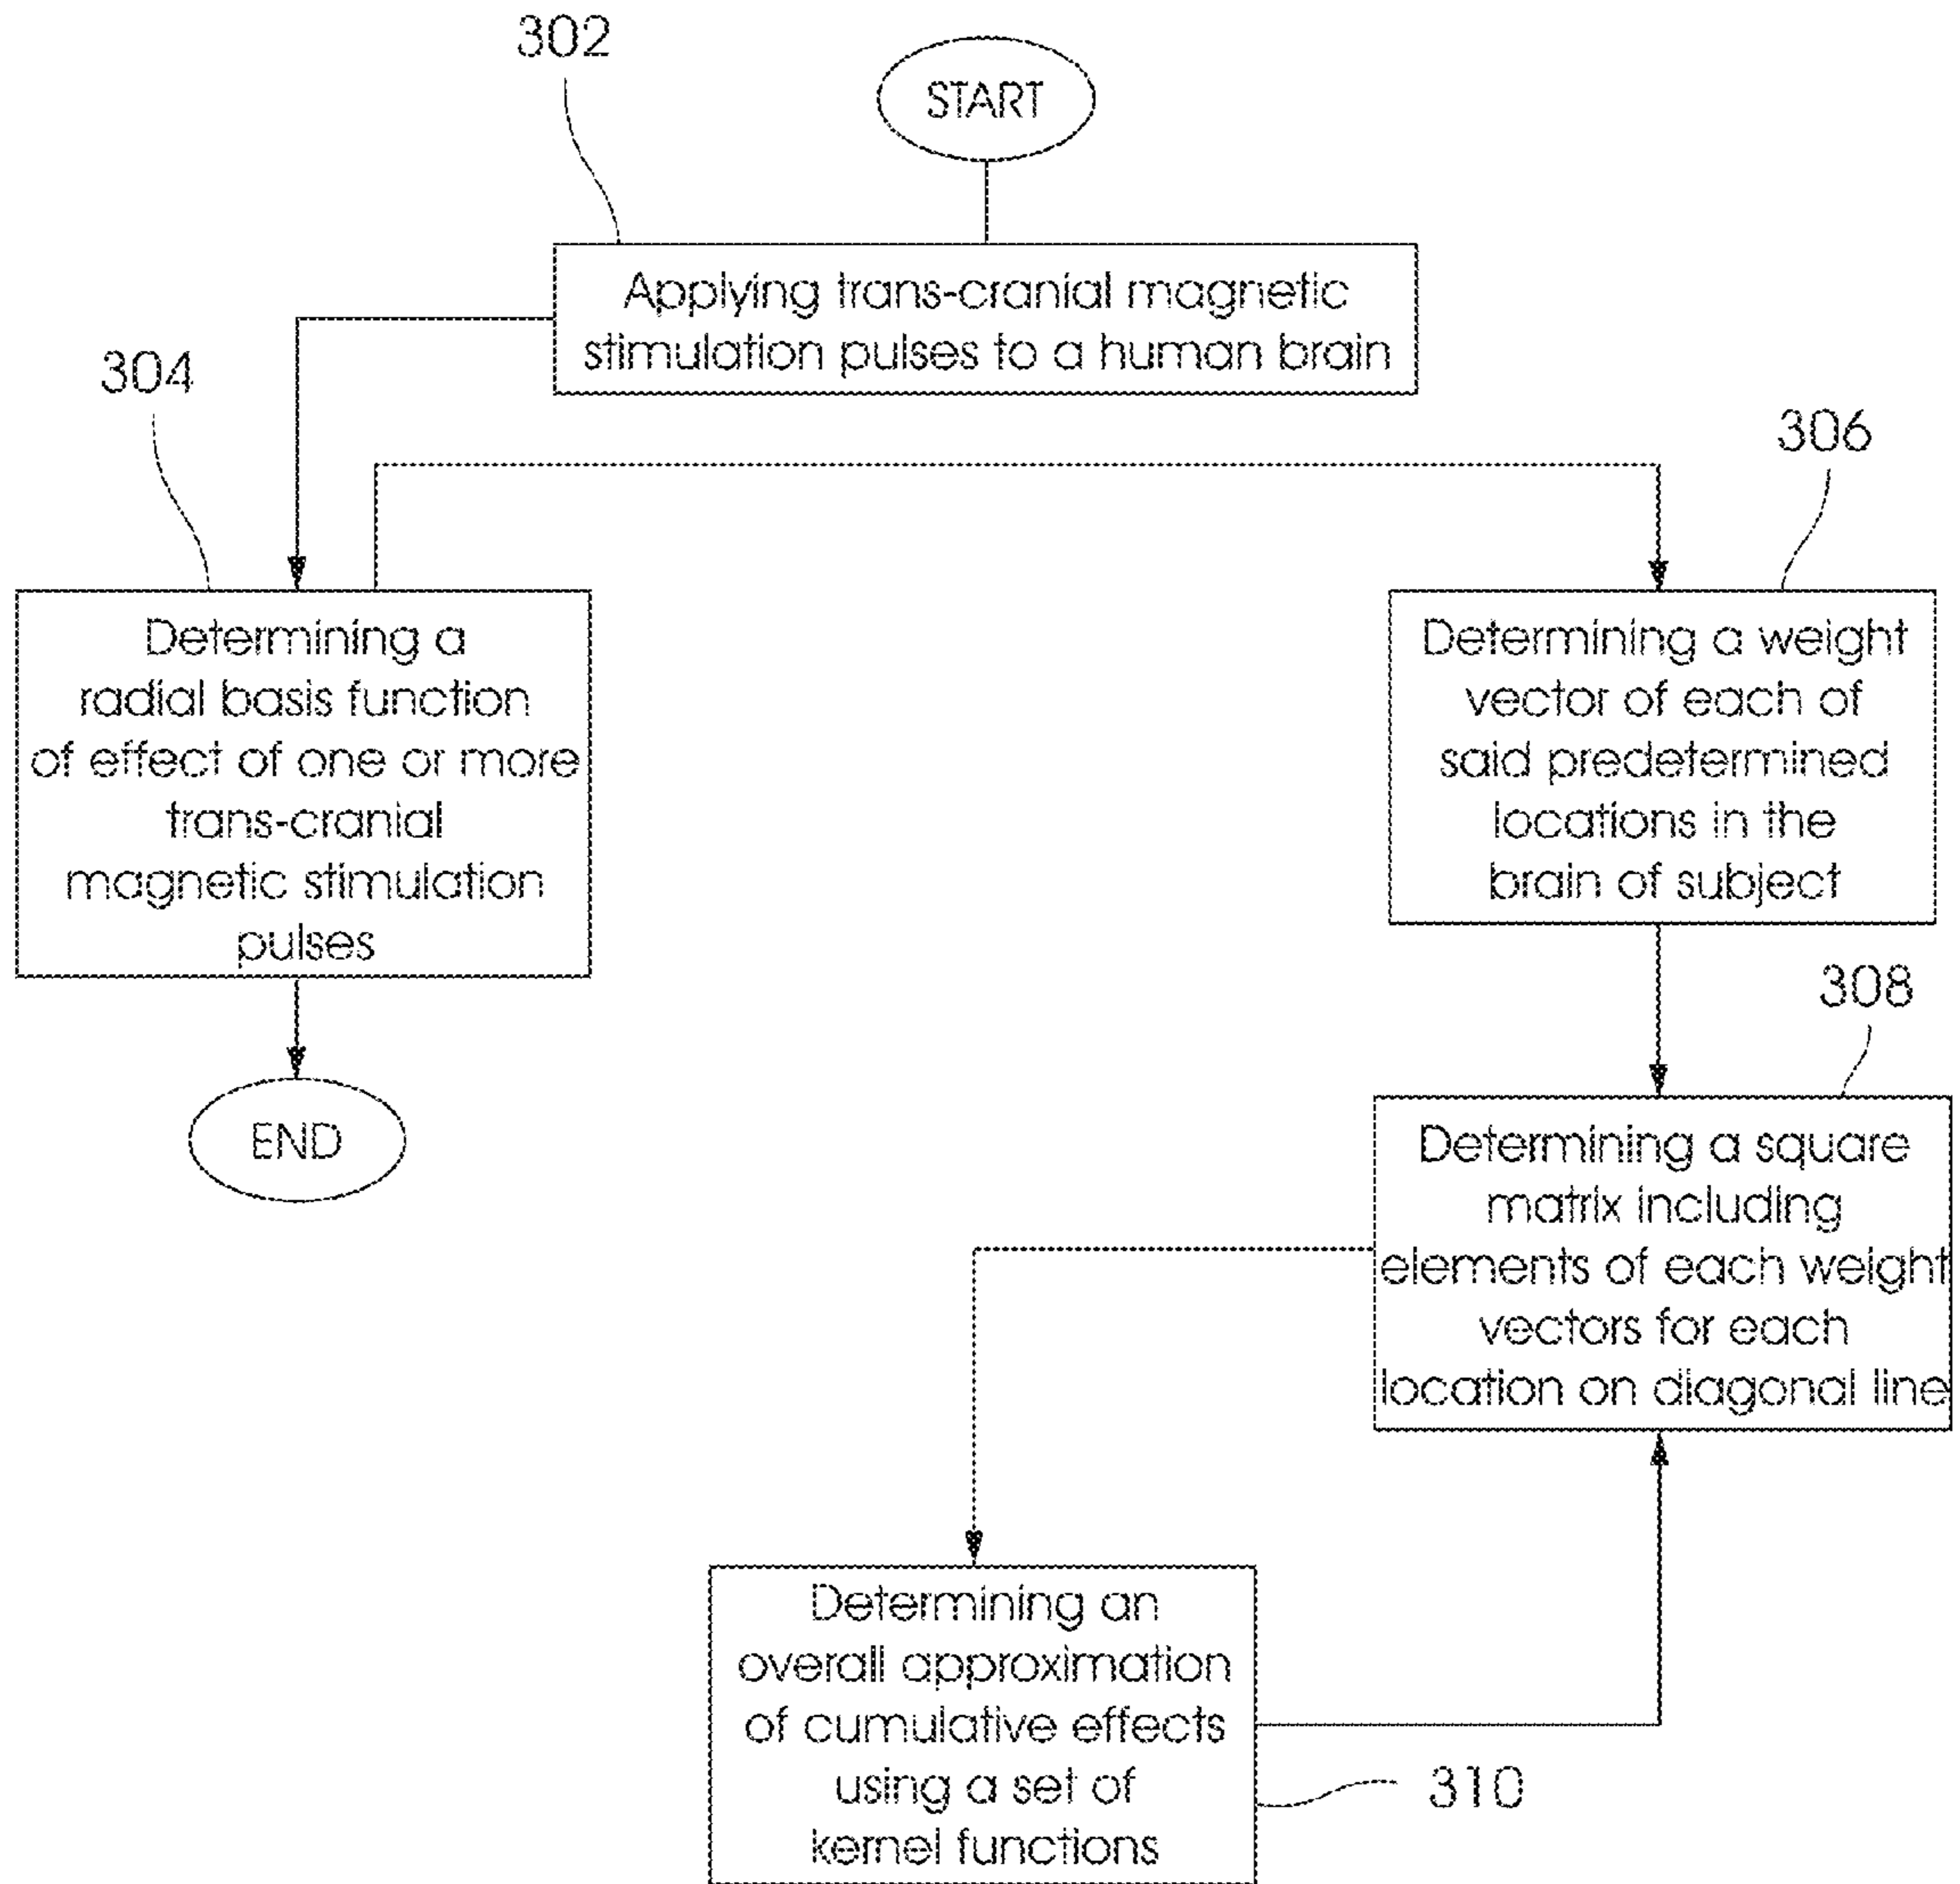 302
START
Applying trans-cranial magnetic
stimulation pulses to a human brain
304
306
Determining a
radial basis function
of effect of one or more
trans-cranial
magnetic stimulation
pulses
Determining a weight
vector of each of
said predetermined
locations in the
brain of subject
308
END
Determining a square
matrix including
elements of each weight
vectors for each
location on diagonal line
Determining an
overall approximation
of cumulative effects
using a set of
kernel functions
310